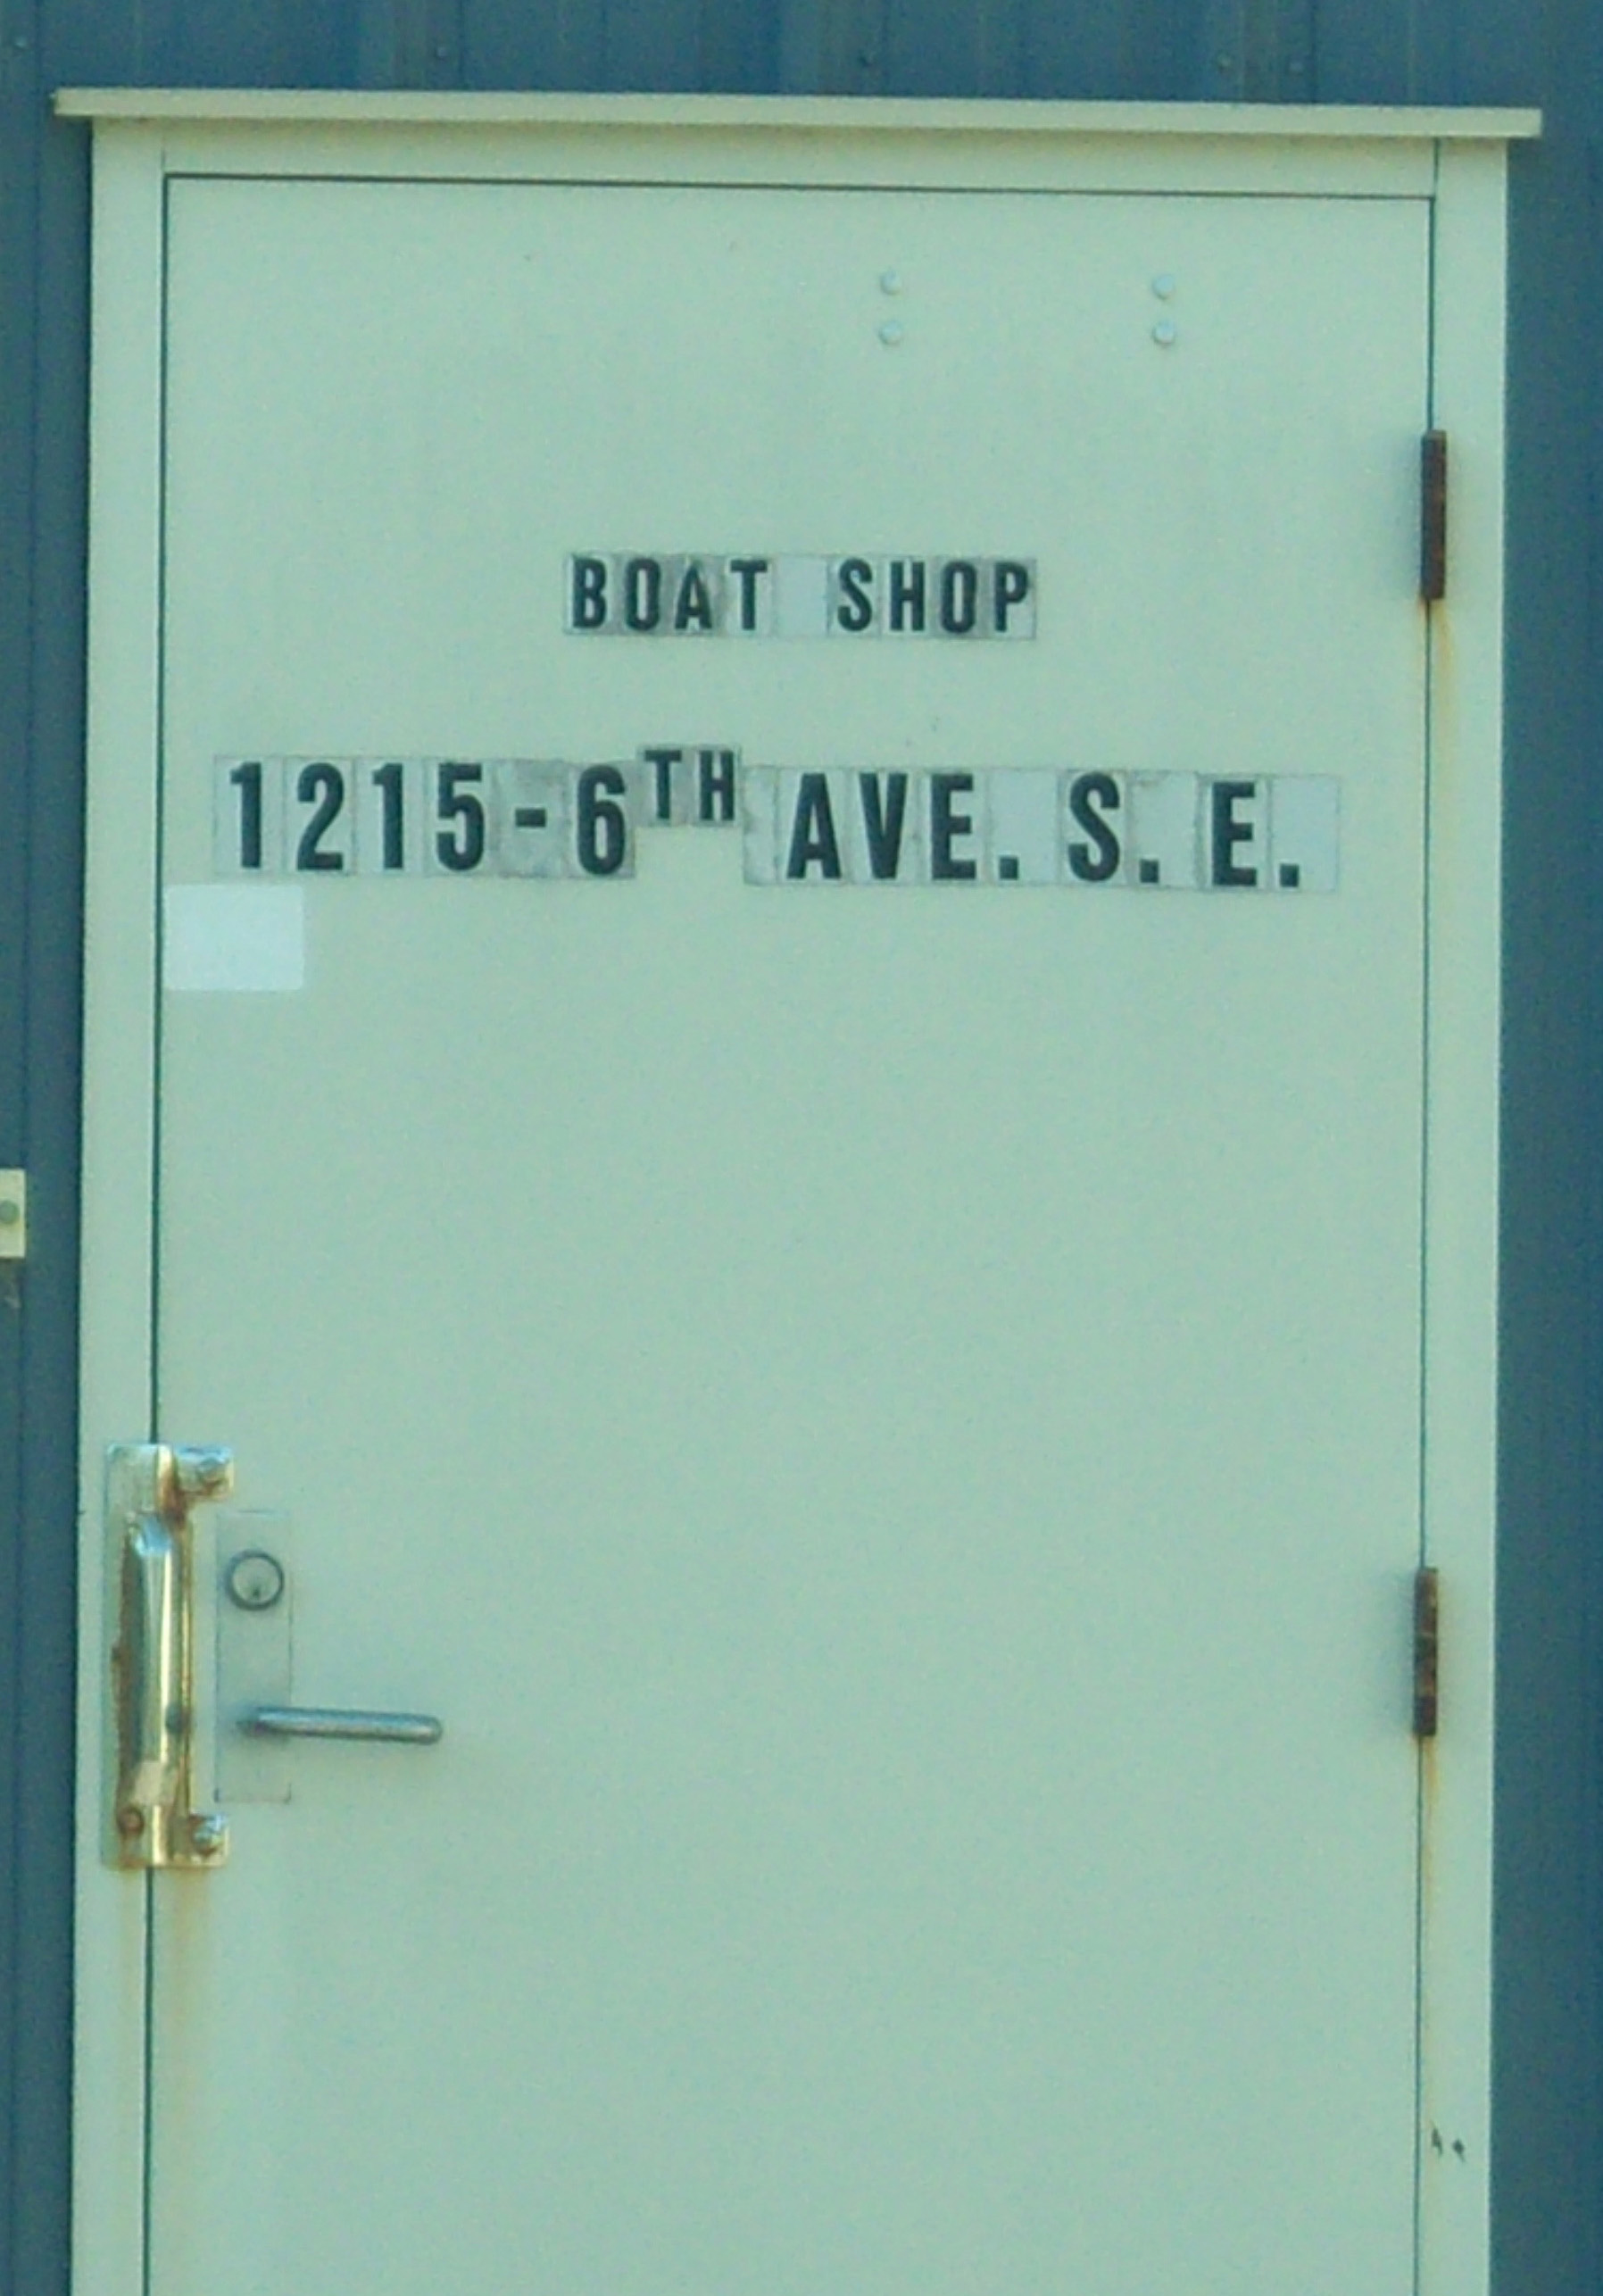 BOAT SHOP
1215-6TH AVE. S. E.